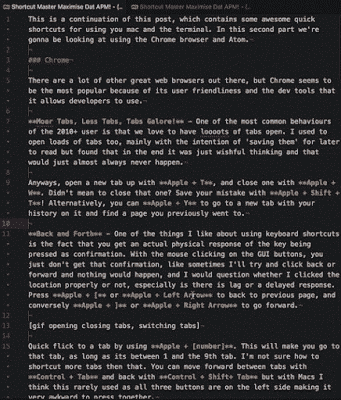 Shortcut Master Maximise Dat APM! - (…
Shortcut Master Maximise Dat APM! - (…
This is a continuation of this post, which contains some awesome quick
shortcuts for using you mac and the terminal. In this second part we're
gonna be looking at using the Chrome browser and Atom.
3 ### Chrome
There are a lot of other great web browsers out there, but Chrome seems to
be the most popular because of its user friendliness and the dev tools that
it allows developers to use.
**Moar Tabs, Less Tabs, Tabs Galore!** - One of the most common behaviours
of the 2010+ user is that we love to have loooots of tabs open. I used to
open loads of tabs too, mainly with the intention of 'saving them' for later
to read but found that in the end it was just wishful thinking and that
would just almost always never happen.
9 Anyways, open a new tab up with **Apple + T**, and close one with **Apple +
W**. Didn't mean to close that one? Save your mistake with **Apple + Shift +
T**! Alternatively, you can **Apple + Y** to go to a new tab with your
history on it and find a page you previously went to.
10
11 **Back and Forth** - One of the things I like about using keyboard shortcuts
is the fact that you get an actual physical response of the key being
pressed as confirmation. With the mouse clicking on the GUI buttons, you
just don't get that confirmation, like sometimes I'll try and click back or
forward and nothing would happen, and I would question whether I clicked the
location properly or not, especially is there is lag or a delayed response.
Press **Apple + [** or **Apple + Left Arrow** to back to previous page, and
conversely **Apple + ]** or **Apple + Right Arrow** to go forward.
12
13 [gif opening closing tabs, switching tabs]
15 Quick flick to a tab by using **Apple + [number]**. This will make you go to
that tab, as long as its between 1 and the 9th tab. I'm not sure how to
shortcut more tabs then that. You can move forward between tabs with
**Control + Tab** and back with **Control + Shift+ Tab** but with Macs I
think this rarely used as all three buttons are on the left side making it
very awkward to press together.